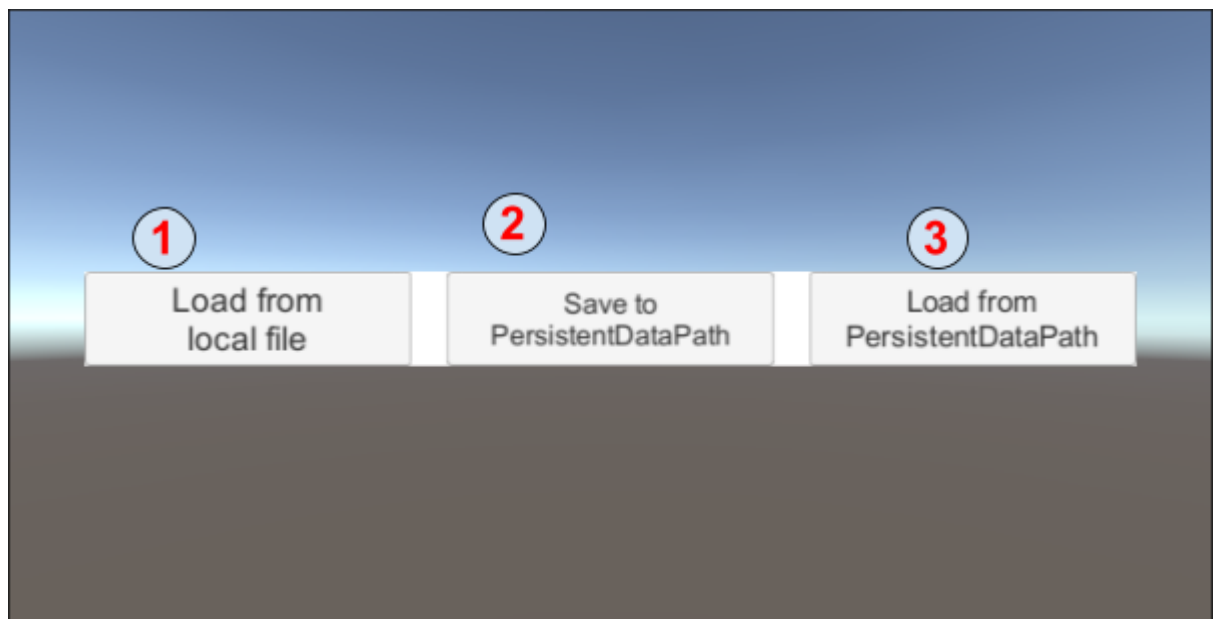 1
2
3
Load from
local file
Save to
PersistentDataPath
Load from
PersistentDataPath